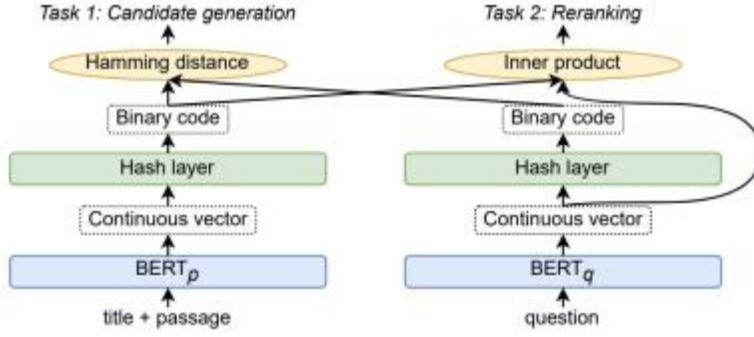 Task 1: Candidate generation
Task 2: Reranking
Hamming distance
Inner product
Binary code
Binary code
Hash layer
Hash layer
Continuous vector
Continuous vector
BERTp
BERTq
title + passage
question